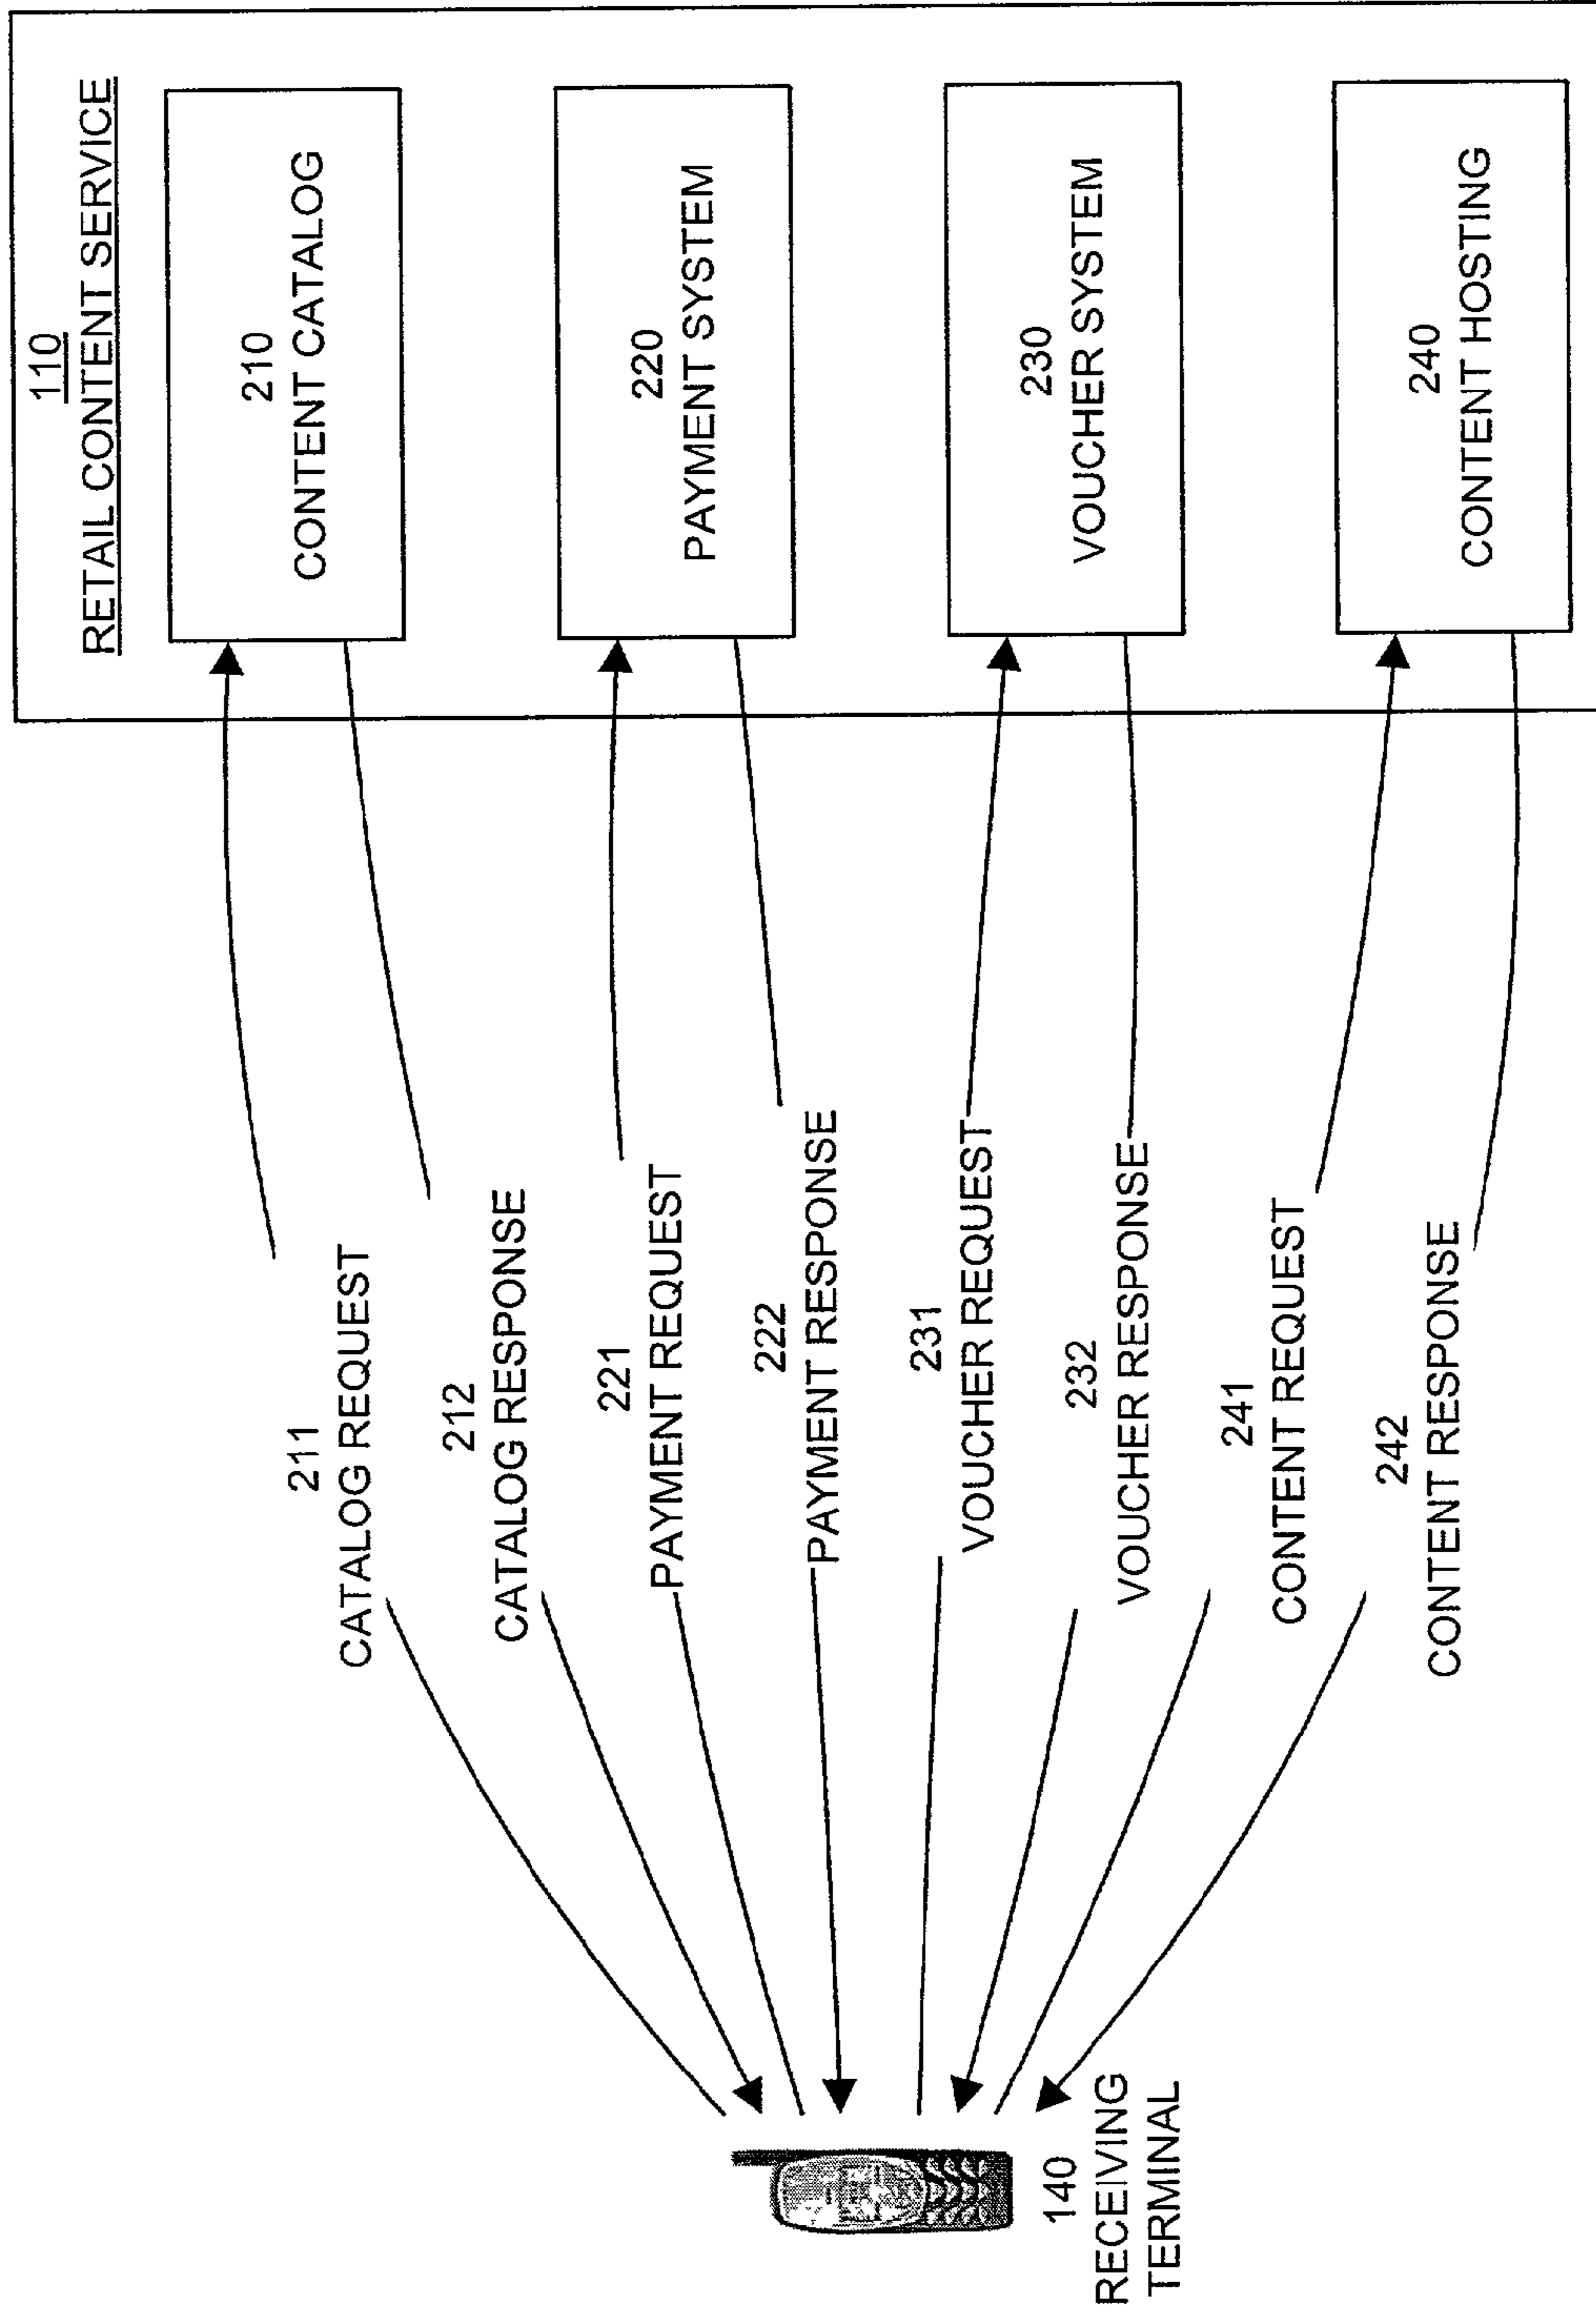 110
RETAIL CONTENT SERVICE
210
CONTENT CATALOG
220
PAYMENT SYSTEM
230
VOUCHER SYSTEM
240
CONTENT HOSTING
211
CATALOG REQUEST
212
CATALOG RESPONSE
221
PAYMENT REQUEST
222
PAYMENT RESPONSE
231
VOUCHER REQUEST
232
VOUCHER RESPONSE
241
CONTENT REQUEST
242
CONTENT RESPONSE
140
RECEIVING
TERMINAL